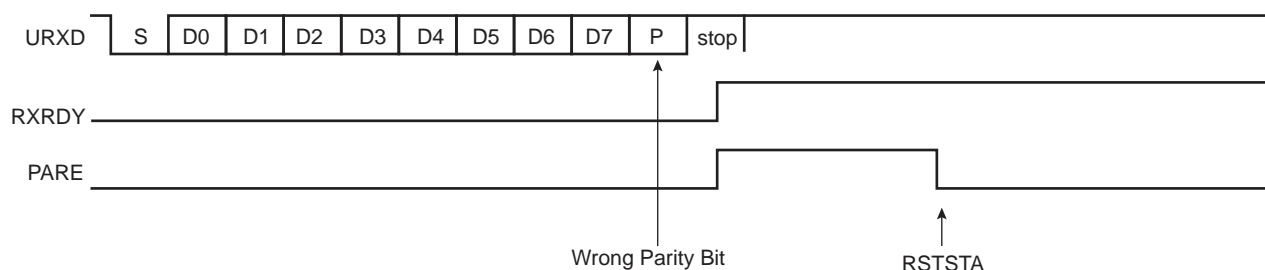 URXD S D0 D1 D2 D3 D4 D5 D6 D7 P stop
RXRDY
PARE
Wrong Parity Bit RSTSTA